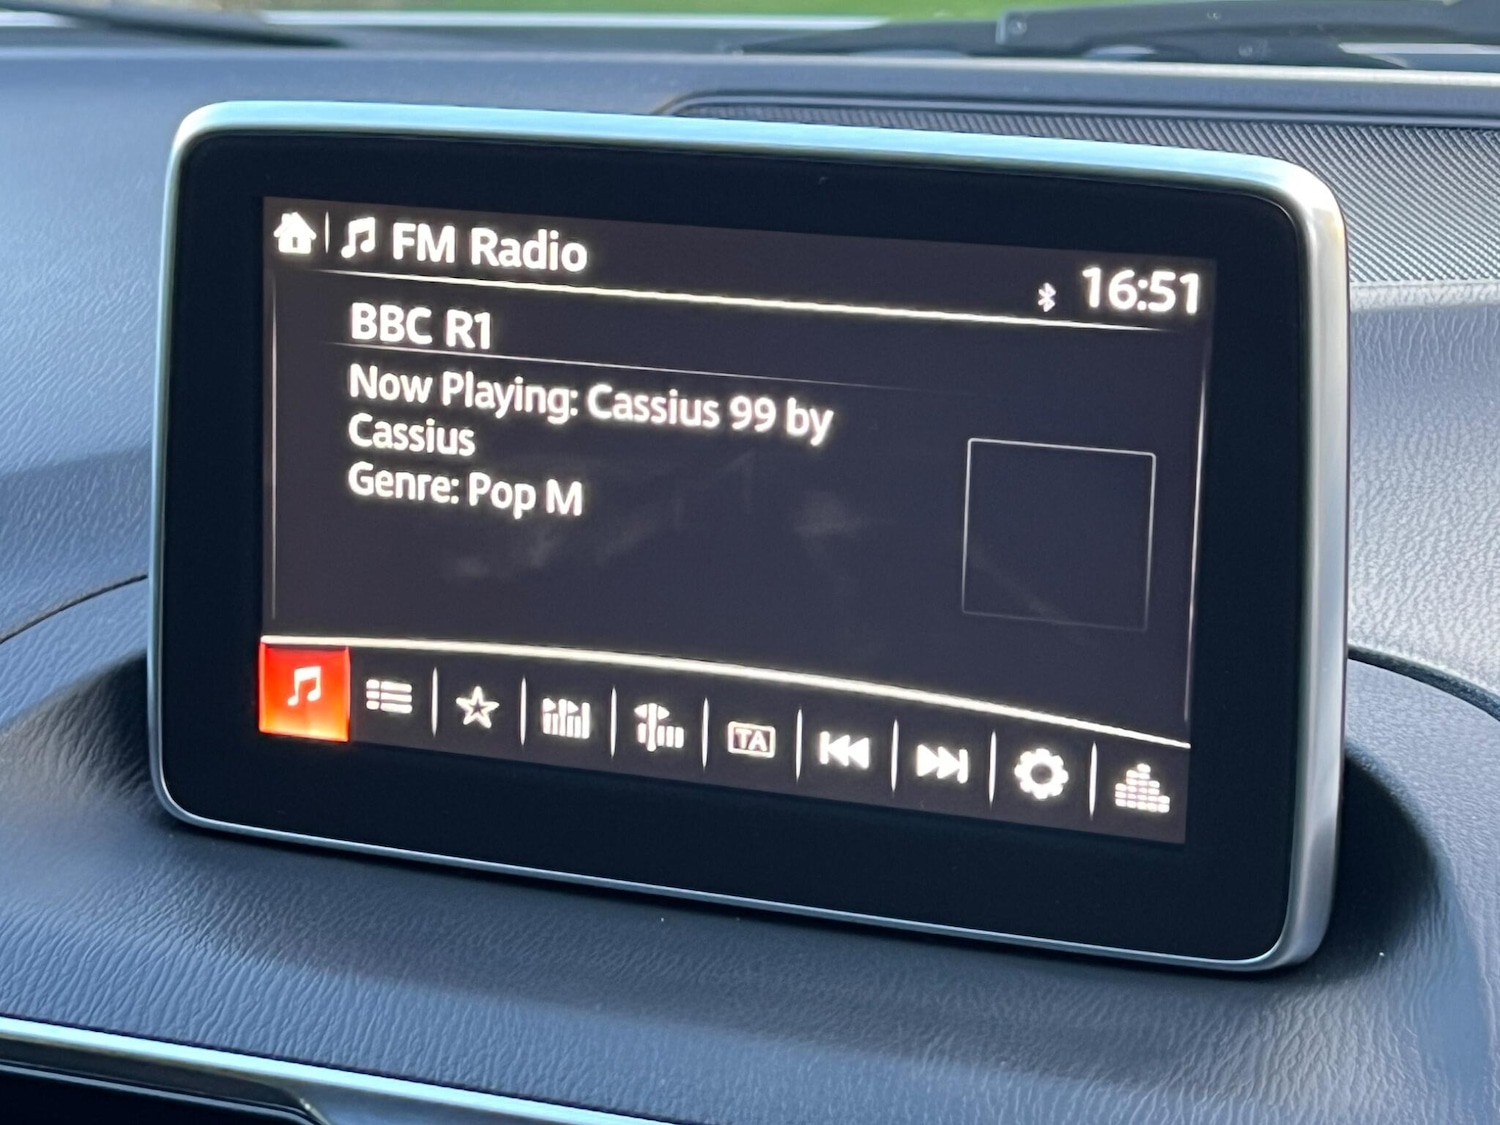 FM Radio
16:51
BBC R1
Now Playing: Cassius 99 by
Cassius
Genre: Pop M
TA